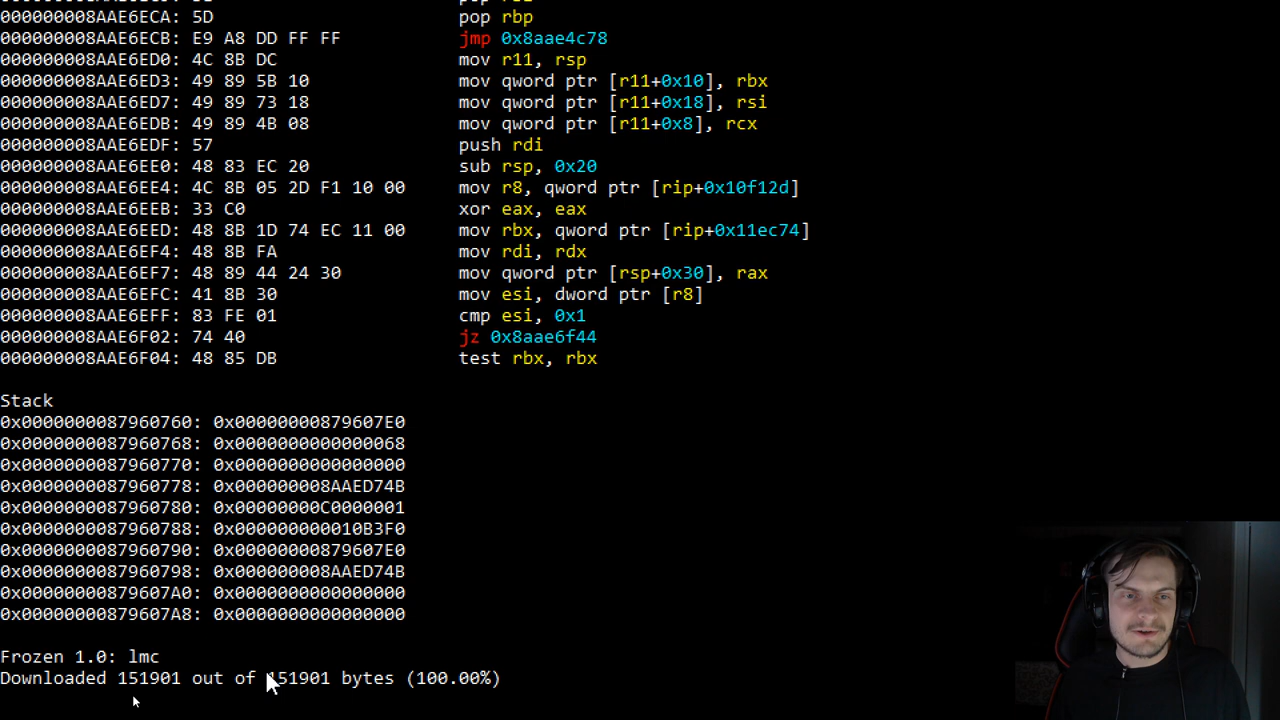 000000008AAE6ECA: 5D pop rbp
000000008AAE6ECB: E9 A8 DD FF FF jmp 0x8aae4c78
000000008AAE6ED0: 4C 8B DC mov r11, rsp
000000008AAE6ED3: 49 89 5B 10 mov qword ptr [r11+0x10], rbx
000000008AAE6ED7: 49 89 73 18 mov qword ptr [r11+0x18], rsi
000000008AAE6EDB: 49 89 4B 08 mov qword ptr [r11+0x8], rcx
000000008AAE6EDF: 57 push rdi
000000008AAE6EE0: 48 83 EC 20 sub rsp, 0x20
000000008AAE6EE4: 4C 8B 05 2D F1 10 00 mov r8, qword ptr [rip+0x10f12d]
000000008AAE6EEB: 33 C0 xor eax, eax
000000008AAE6EED: 48 8B 1D 74 EC 11 00 mov rbx, qword ptr [rip+0x11ec74]
000000008AAE6EF4: 48 8B FA mov rdi, rdx
000000008AAE6EF7: 48 89 44 24 30 mov qword ptr [rsp+0x30], rax
000000008AAE6EFC: 41 8B 30 mov esi, dword ptr [r8]
000000008AAE6EFF: 83 FE 01 cmp esi, 0x1
000000008AAE6F02: 74 40 jz 0x8aae6f44
000000008AAE6F04: 48 85 DB test rbx, rbx
Stack
0x0000000087960760: 0x00000000879607E0
0x0000000087960768: 0x0000000000000068
0x0000000087960770: 0x0000000000000000
0x0000000087960778: 0x000000008AAED74B
0x0000000087960780: 0x00000000C0000001
0x0000000087960788: 0x000000000010B3F0
0x0000000087960790: 0x00000000879607E0
0x0000000087960798: 0x000000008AAED74B
0x00000000879607A0: 0x0000000000000000
0x00000000879607A8: 0x0000000000000000
Frozen 1.0: lmc
Downloaded 151901 out of 151901 bytes (100.00%)